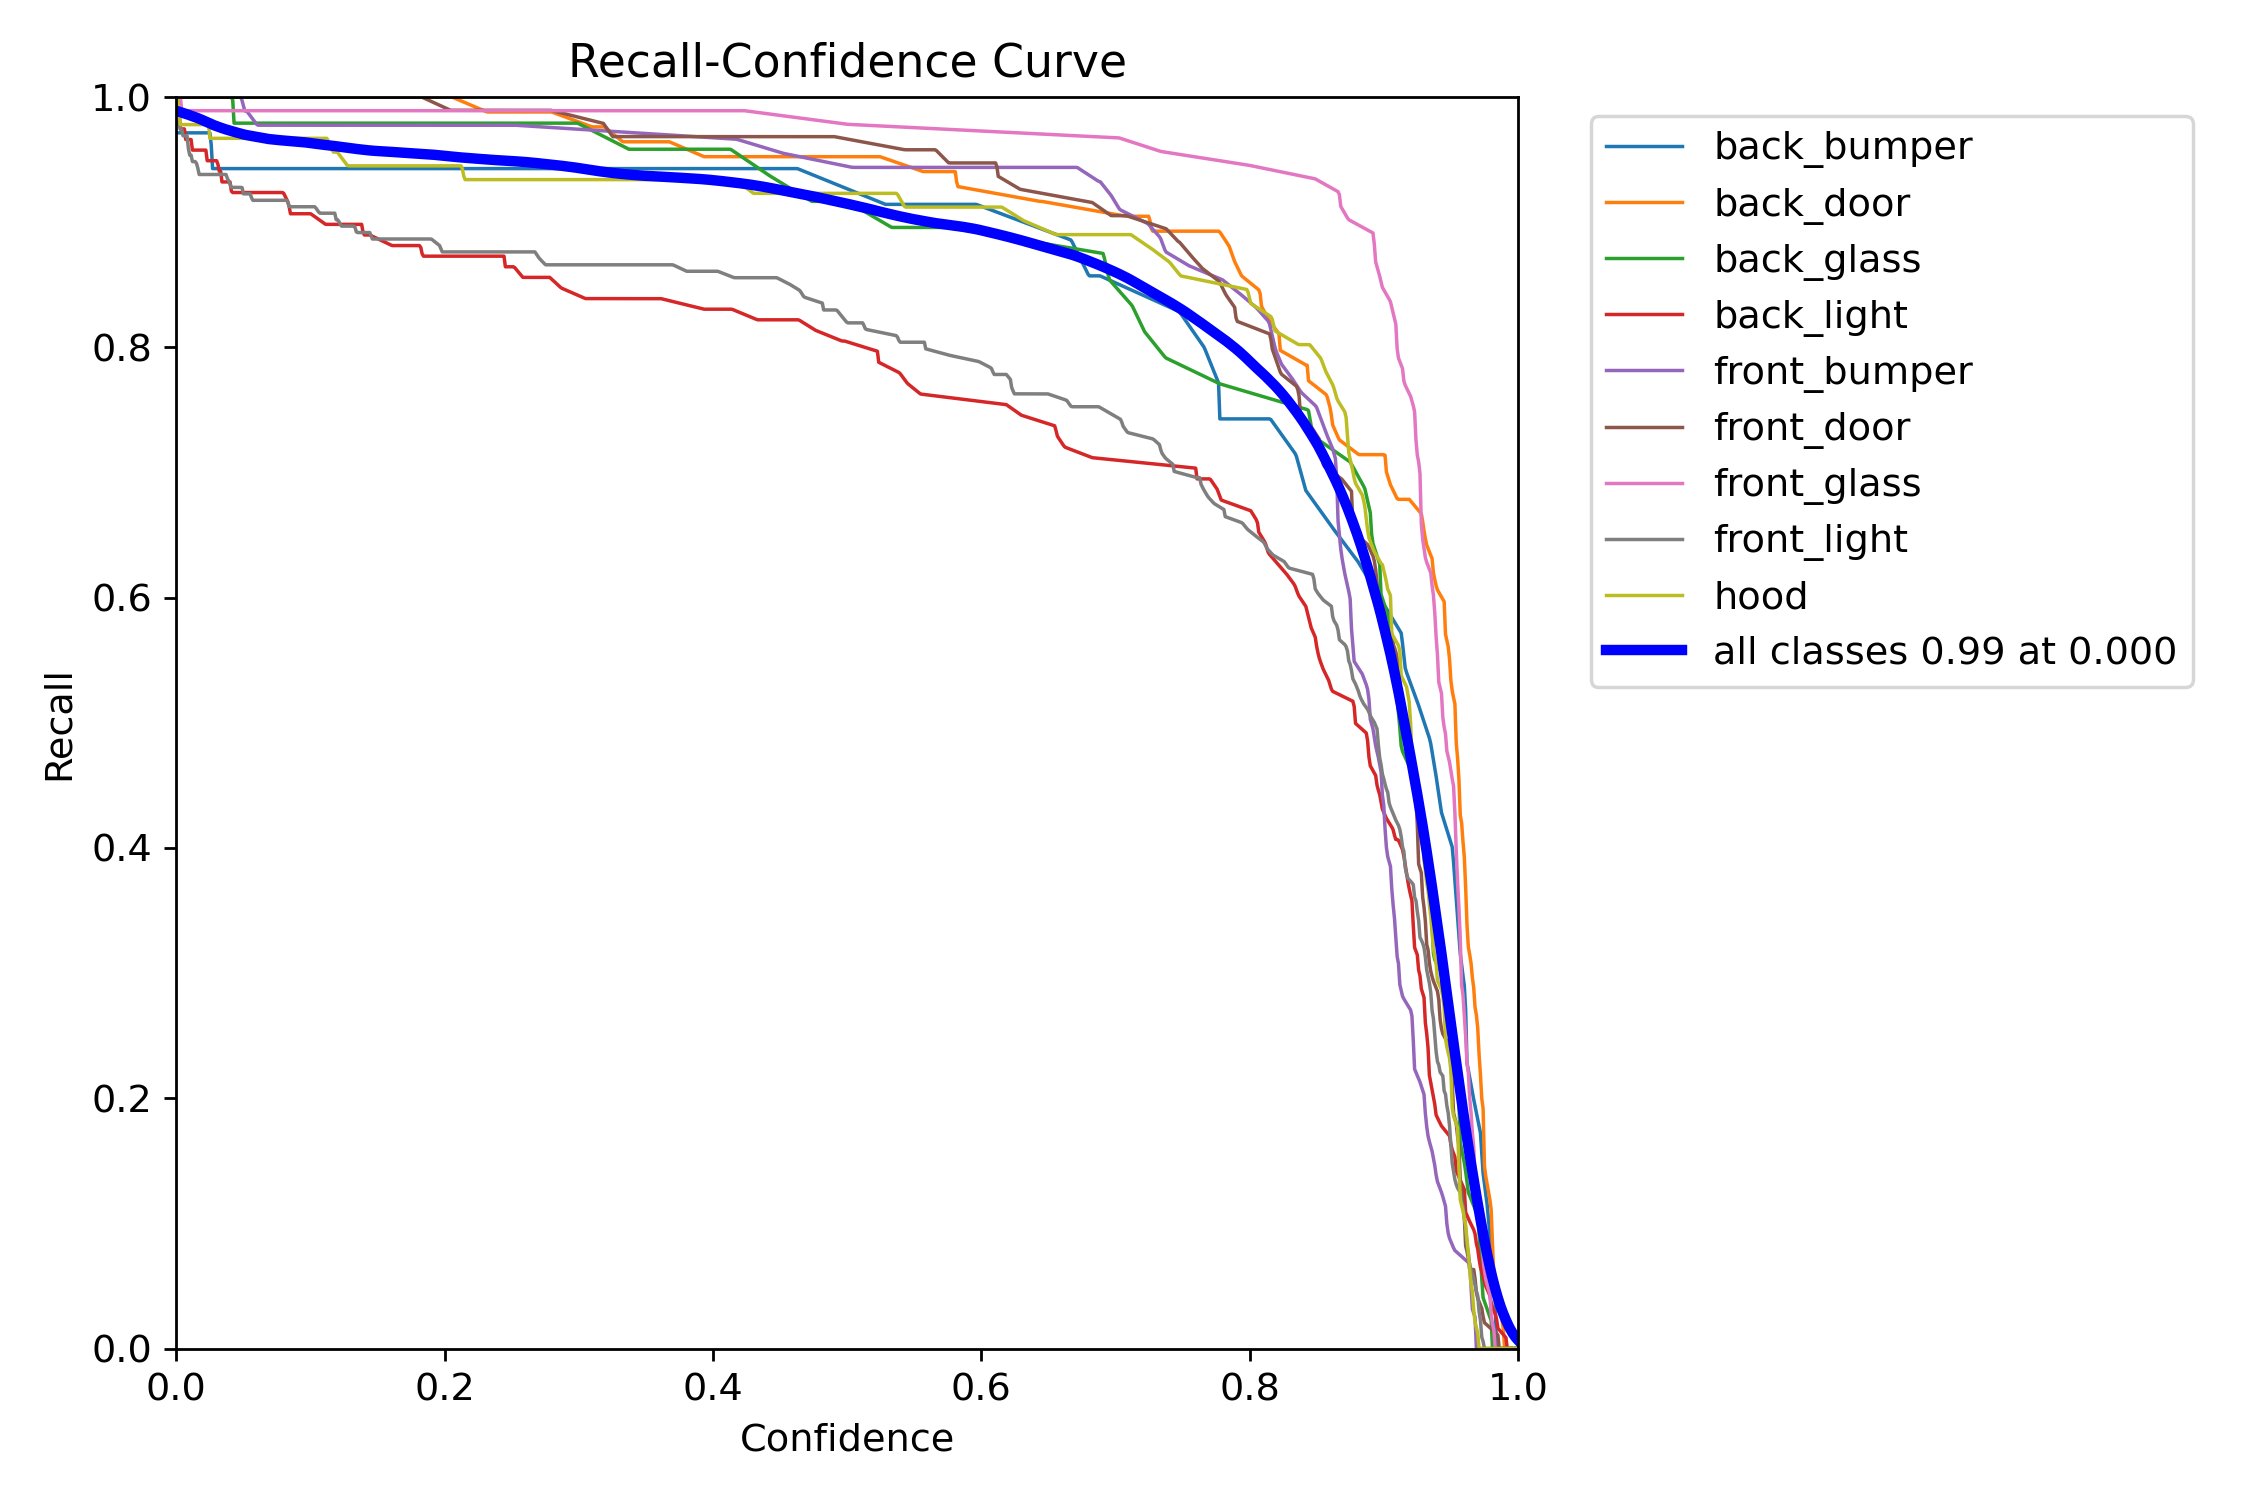 Recall-Confidence Curve
1.0
0.8
0.6
0.4
0.2
0.0
Recall
0.0 0.2 0.4 0.6 0.8 1.0
Confidence
back_bumper
back_door
back_glass
back_light
front_bumper
front_door
front_glass
front_light
hood
all classes 0.99 at 0.000